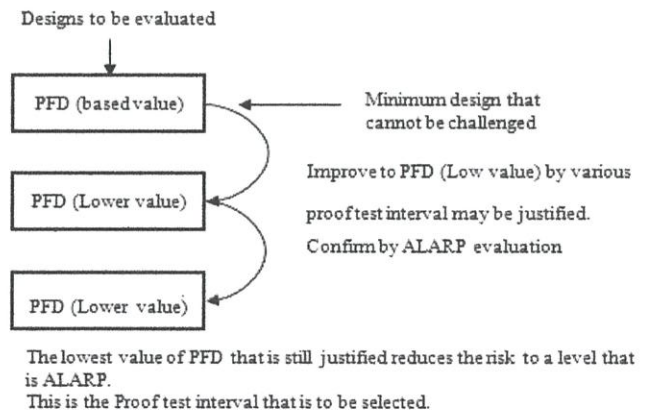 Designs to be evaluated
PFD (based value)
Minimum design that
cannot be challenged
Improve to PFD (Low value) by various
PFD (Lower value)
proof test interval may be justified.
Confirm by ALARP evaluation
PFD (Lower value)
The lowest value of PFD that is still justified reduces the risk to a level that
is ALARP.
This is the Proof test interval that is to be selected.